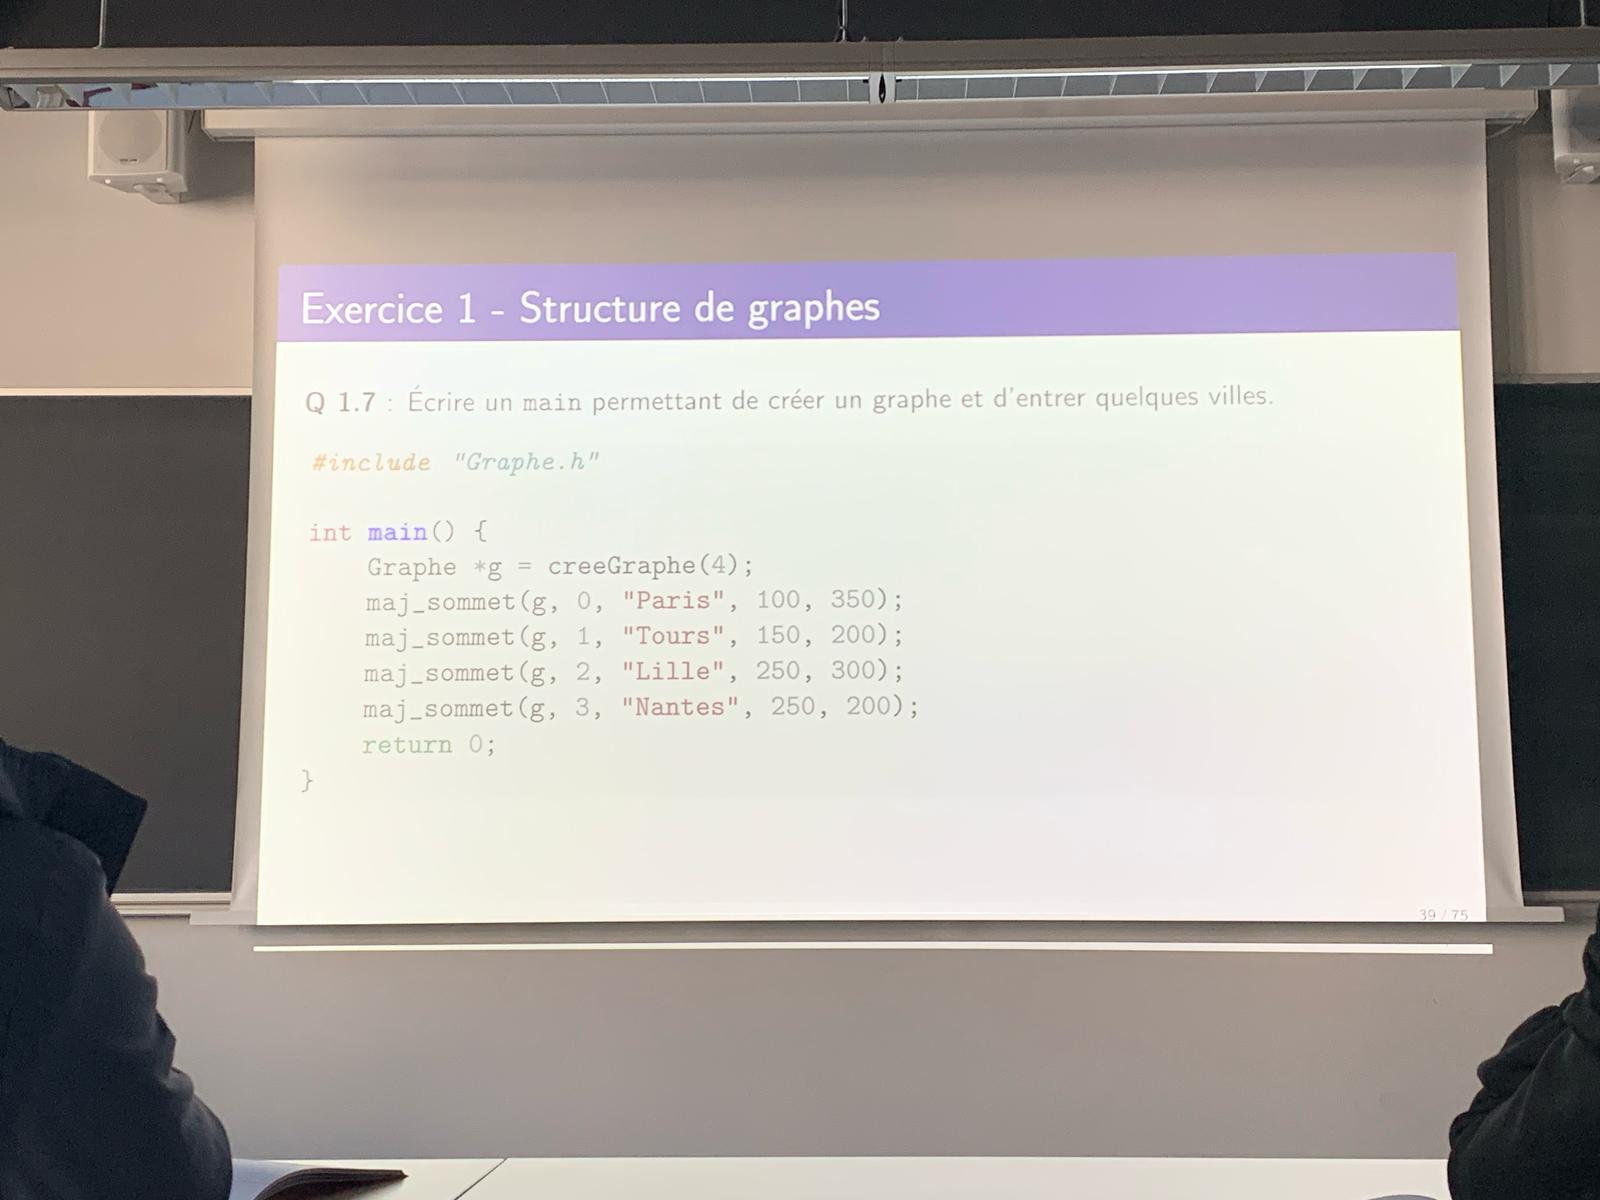 Exercice 1 - Structure de graphes
Q 1.7 : Écrire un main permettant de créer un graphe et d'entrer quelques villes.
#include "Graphe.h"
int main() {
Graphe *g = creeGraphe(4);
maj_sommet(g, 0, "Paris", 100, 350);
maj_sommet(g, 1, "Tours", 150, 200);
maj_sommet(g, 2, "Lille", 250, 300);
maj_sommet(g, 3, "Nantes", 250, 200);
return 0;
}
39 / 75